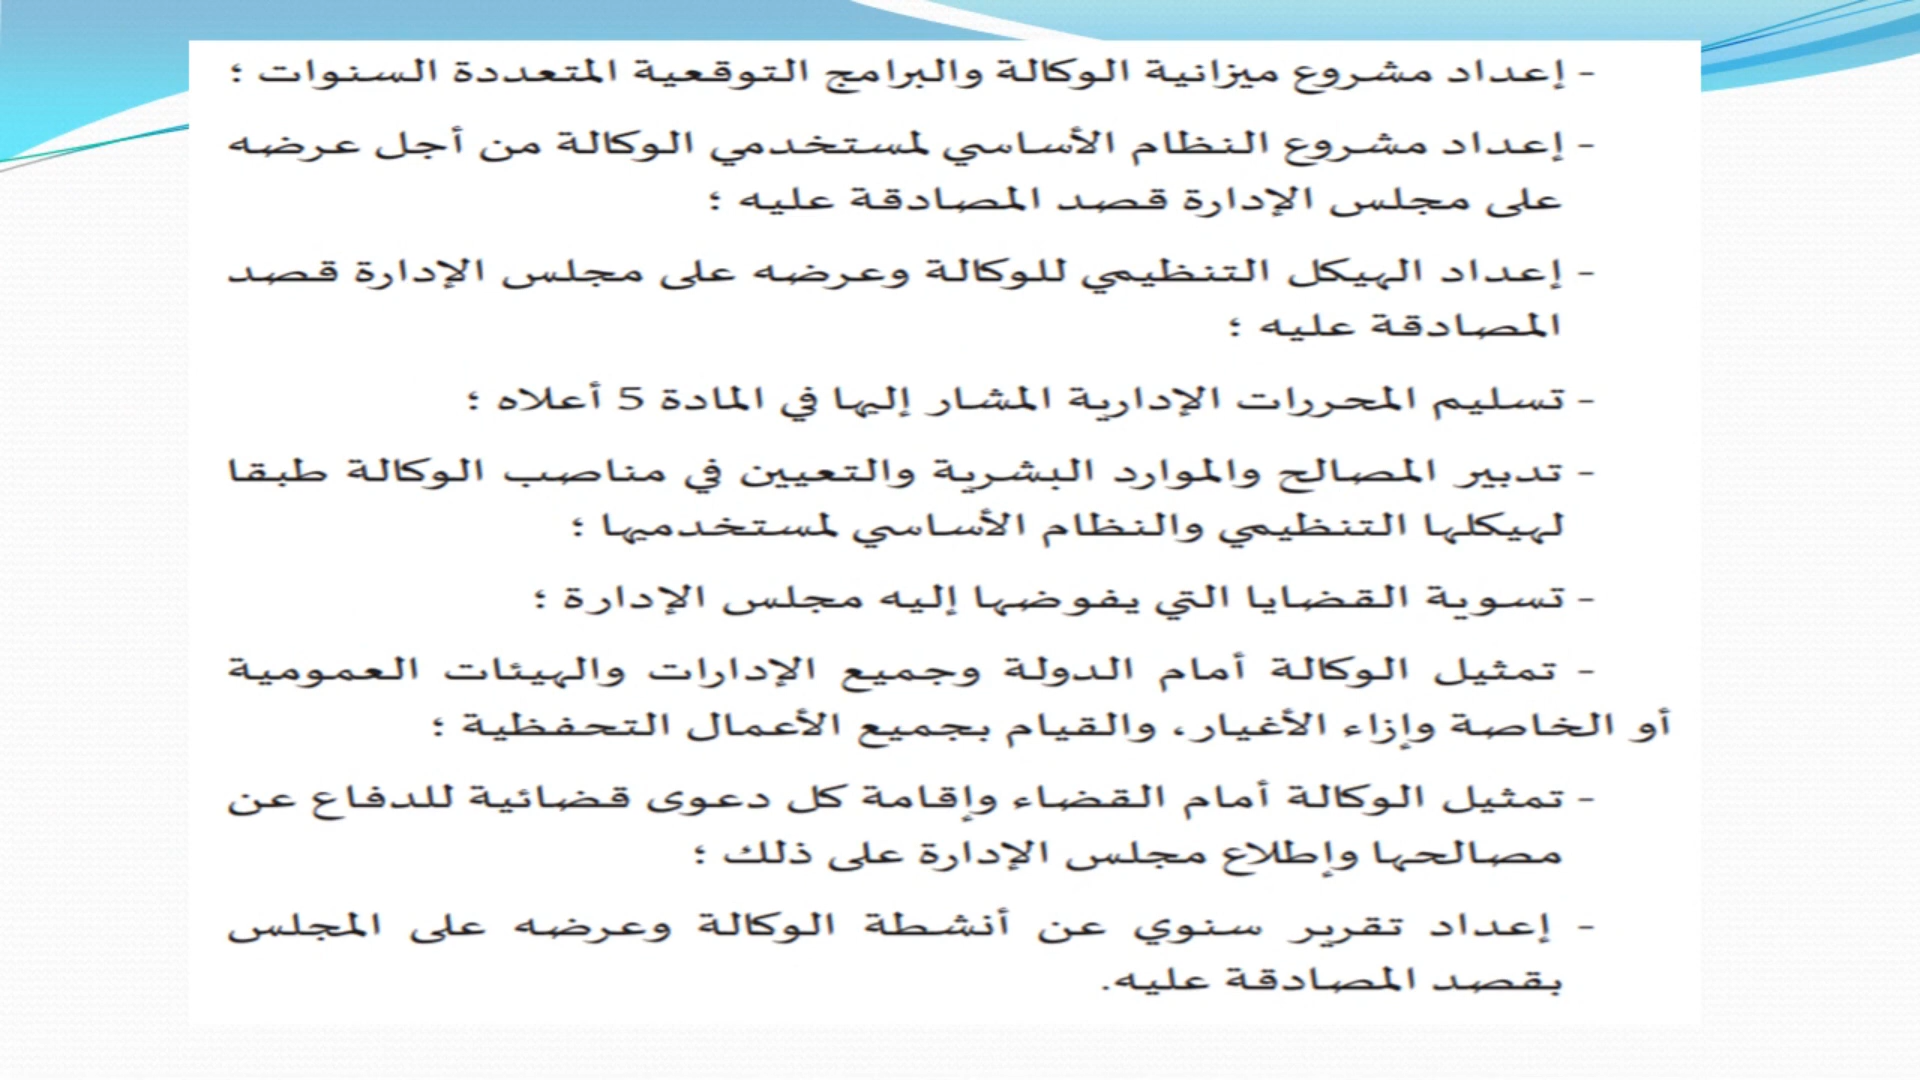 - إعداد مشروع ميزانية الوكالة والبرامج التوقعية المتعددة السنوات ؛
- إعداد مشروع النظام الأساسي لمستخدمي الوكالة من أجل عرضه
على مجلس الإدارة قصد المصادقة عليه ؛
- إعداد الهيكل التنظيمي للوكالة وعرضه على مجلس الإدارة قصد
المصادقة عليه ؛
- تسليم المحررات الإدارية المشار إليها في المادة 5 أعلاه ؛
- تدبير المصالح والموارد البشرية والتعيين في مناصب الوكالة طبقا
لهيكلها التنظيمي والنظام الأساسي لمستخدميها ؛
- تسوية القضايا التي يفوضها إليه مجلس الإدارة ؛
- تمثيل الوكالة أمام الدولة وجميع الإدارات والهيئات العمومية
أو الخاصة وإزاء الأغيار، والقيام بجميع الأعمال التحفظية ؛
- تمثيل الوكالة أمام القضاء وإقامة كل دعوى قضائية للدفاع عن
مصالحها وإطلاع مجلس الإدارة على ذلك ؛
- إعداد تقرير سنوي عن أنشطة الوكالة وعرضه على المجلس
بقصد المصادقة عليه.